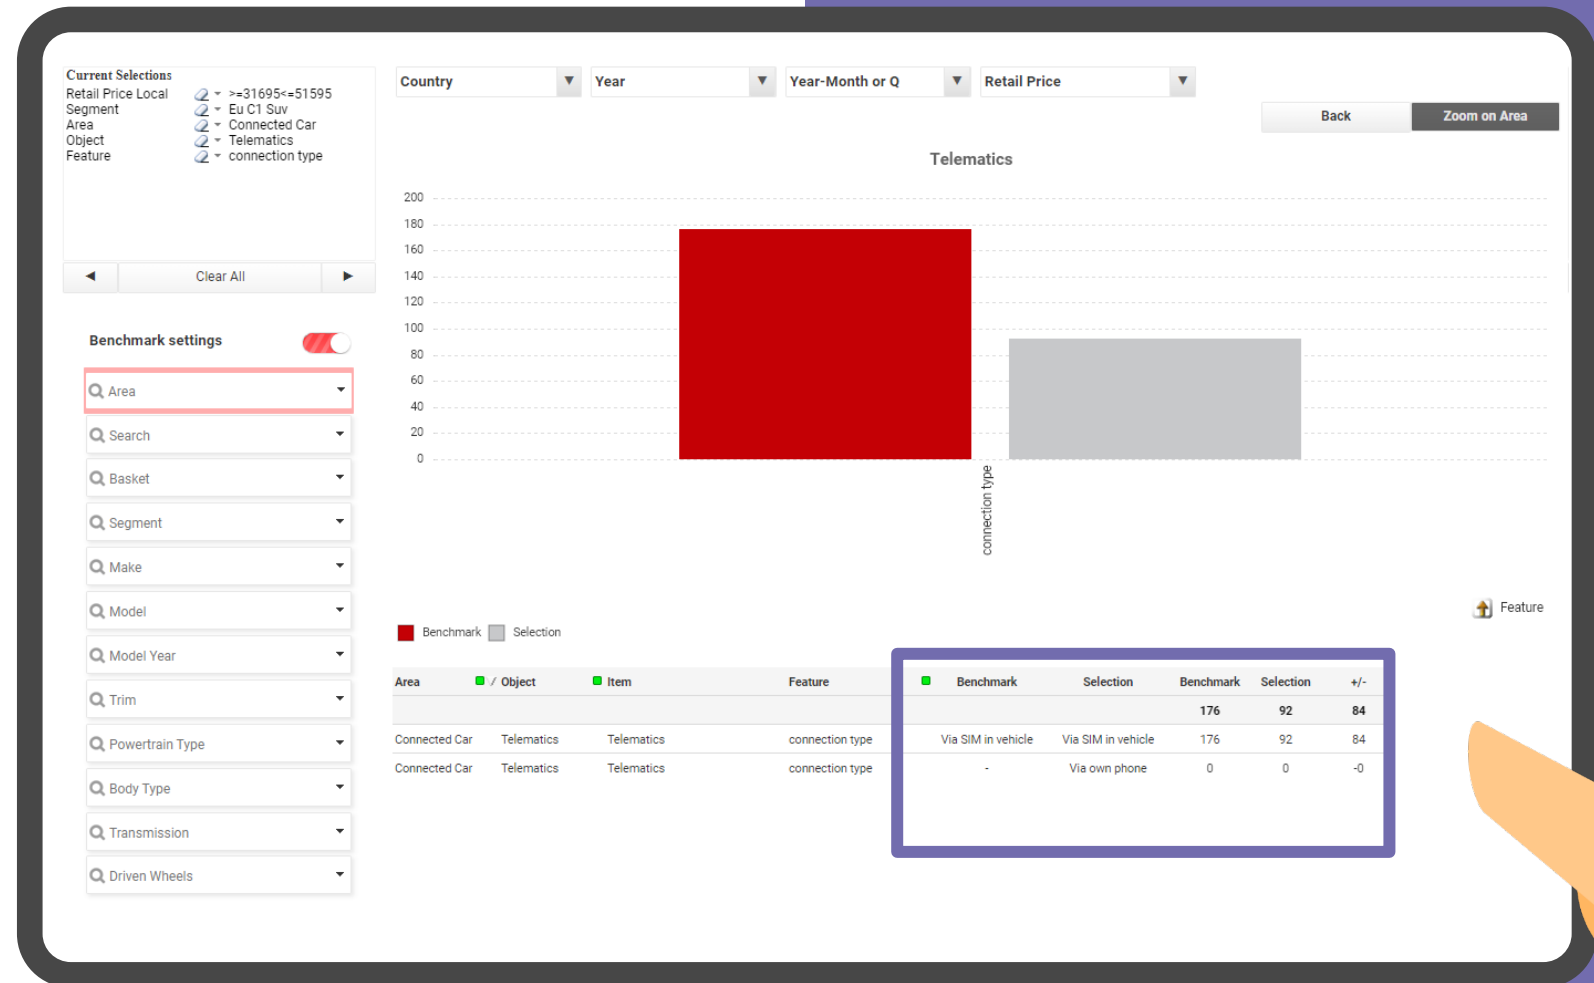 Current Selections
Retail Price Local >=31695<=51595
Segment Eu C1 Suv
Area Connected Car
Object Telematics
Feature connection type
Clear All
Country Year Year-Month or Q Retail Price
Back Zoom on Area
Telematics
200
180
160
140
120
100
80
60
40
20
0
connection type
Benchmark settings
Area
Search
Basket
Segment
Make
Model
Model Year
Trim
Powertrain Type
Body Type
Transmission
Driven Wheels
Feature
Benchmark Selection
Area / Object Item Feature Benchmark Selection Benchmark Selection +/-
176 92 84
Connected Car Telematics Telematics connection type Via SIM in vehicle Via SIM in vehicle 176 92 84
Connected Car Telematics Telematics connection type - Via own phone 0 0 -0